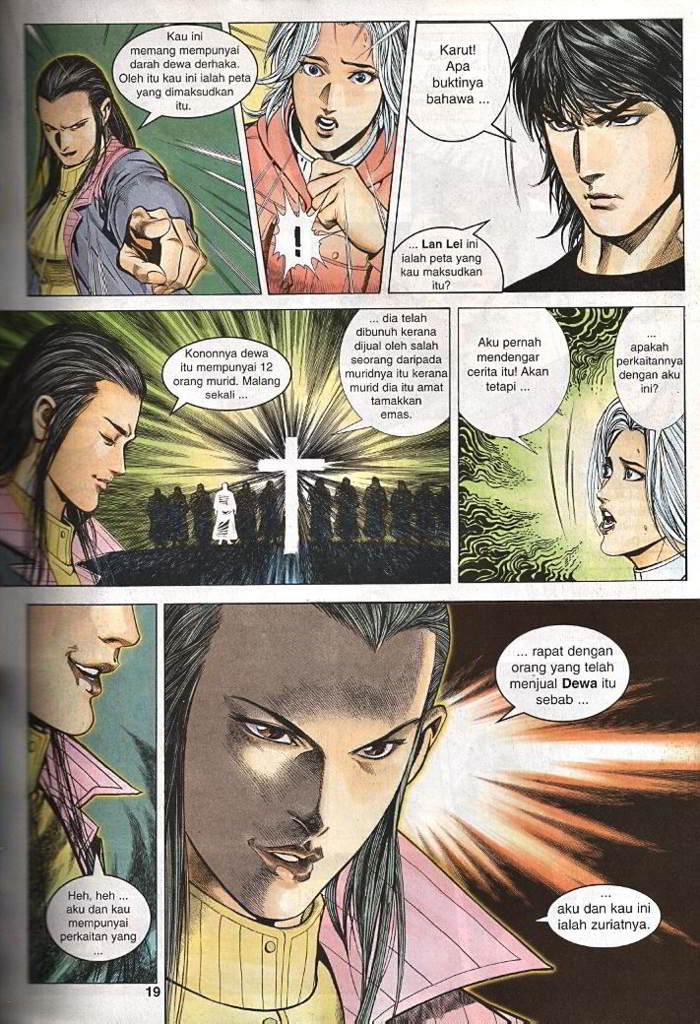 Kau ini
memang mempunyai
darah dewa derhaka.
Oleh itu kau ini ialah peta
yang dimaksudkan
itu.
!
Karut!
Apa
buktinya
bahawa ...
... Lan Lei ini
ialah peta yang
kau maksudkan
itu?
Kononnya dewa
itu mempunyai 12
orang murid. Malang
sekali ...
... dia telah
dibunuh kerana
dijual oleh salah
seorang daripada
muridnya itu kerana
murid dia itu amat
tamakkan
emas.
Aku pernah
mendengar
cerita itu! Akan
tetapi ...
...
apakah
perkaitannya
dengan aku
ini?
Heh, heh ...
aku dan kau
mempunyai
perkaitan yang
...
... rapat dengan
orang yang telah
menjual Dewa itu
sebab ...
...
aku dan kau ini
ialah zuriatnya.
19